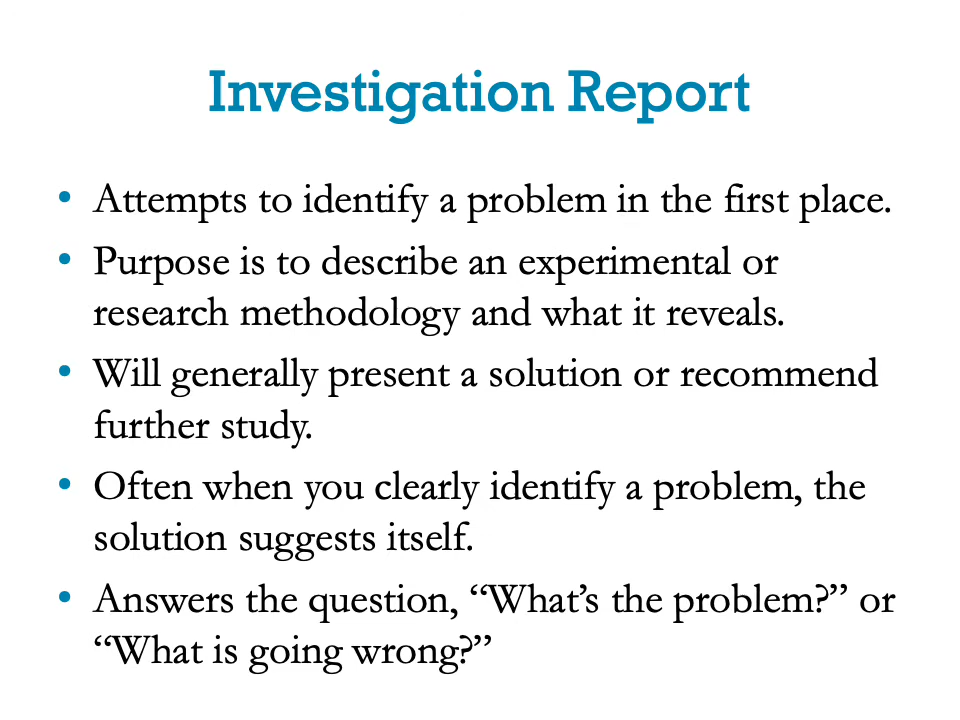 Investigation Report
• Attempts to identify a problem in the first place.
• Purpose is to describe an experimental or
research methodology and what it reveals.
• Will generally present a solution or recommend
further study.
• Often when you clearly identify a problem, the
solution suggests itself.
• Answers the question, “What’s the problem?” or
“What is going wrong?”